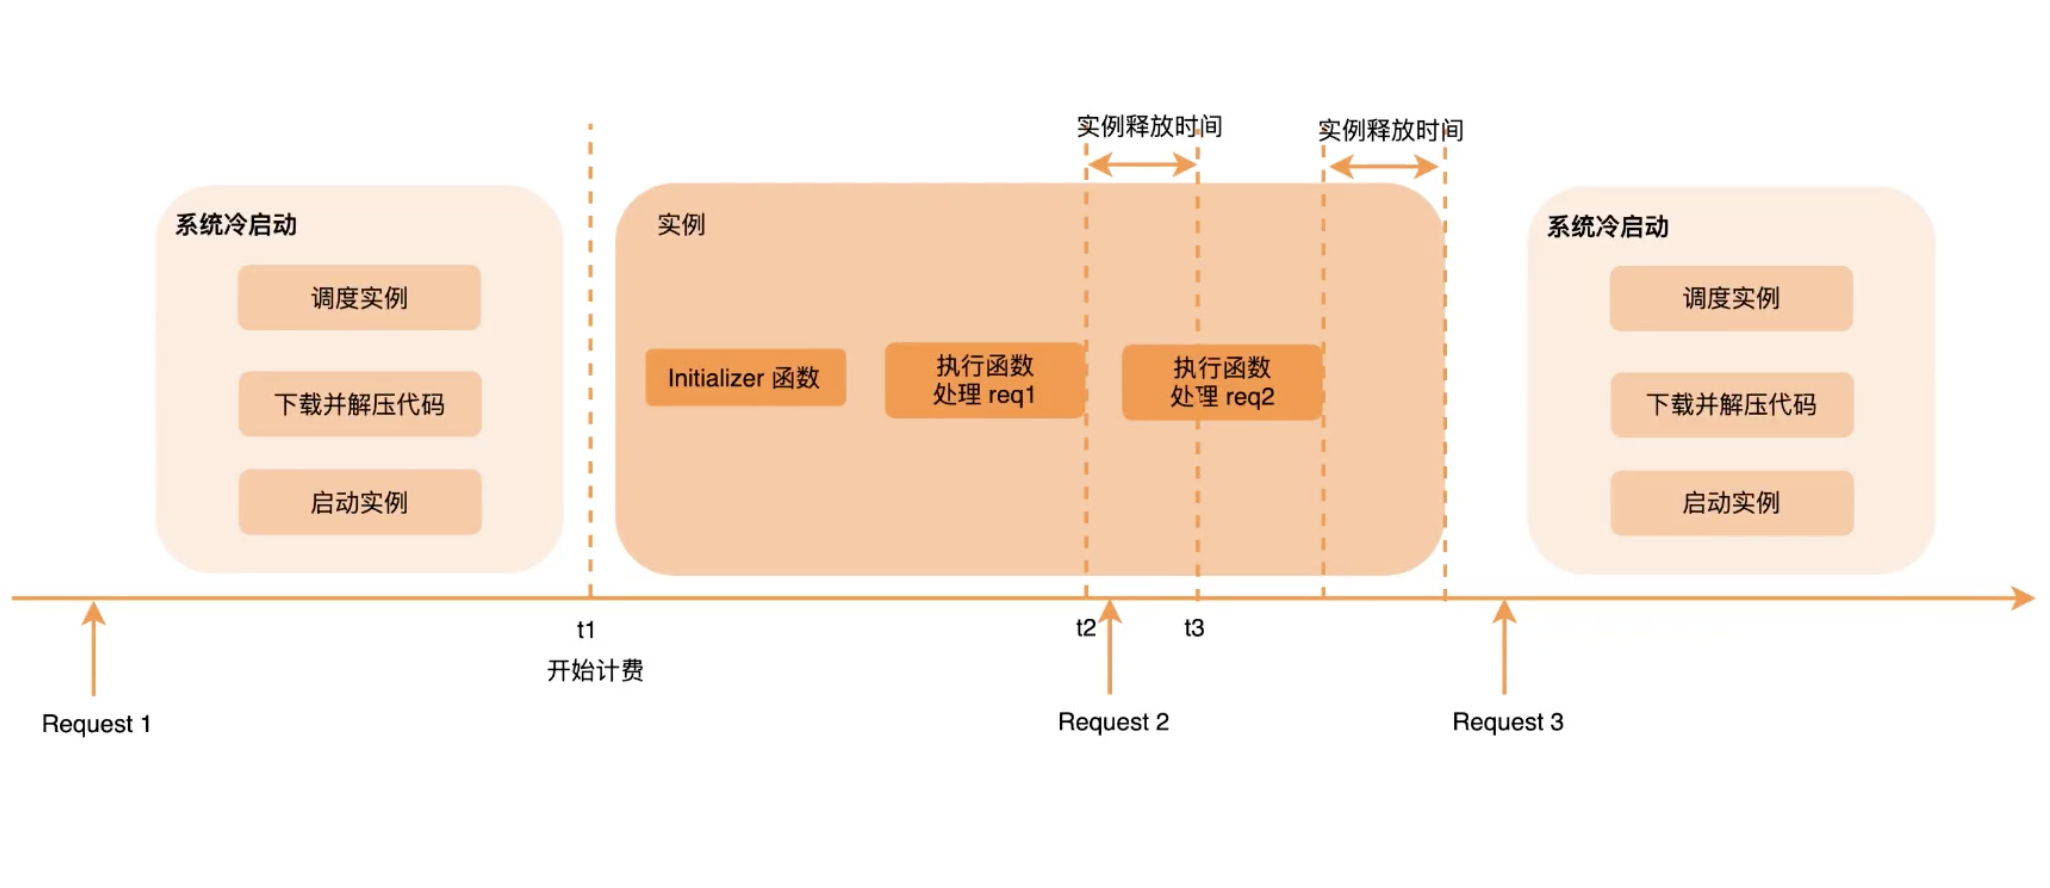 实例释放时间
实例释放时间
系统冷启动
调度实例
下载并解压代码
启动实例
实例
Initializer 函数
执行函数
处理 req1
执行函数
处理 req2
系统冷启动
调度实例
下载并解压代码
启动实例
t1
开始计费
t2
t3
Request 1
Request 2
Request 3